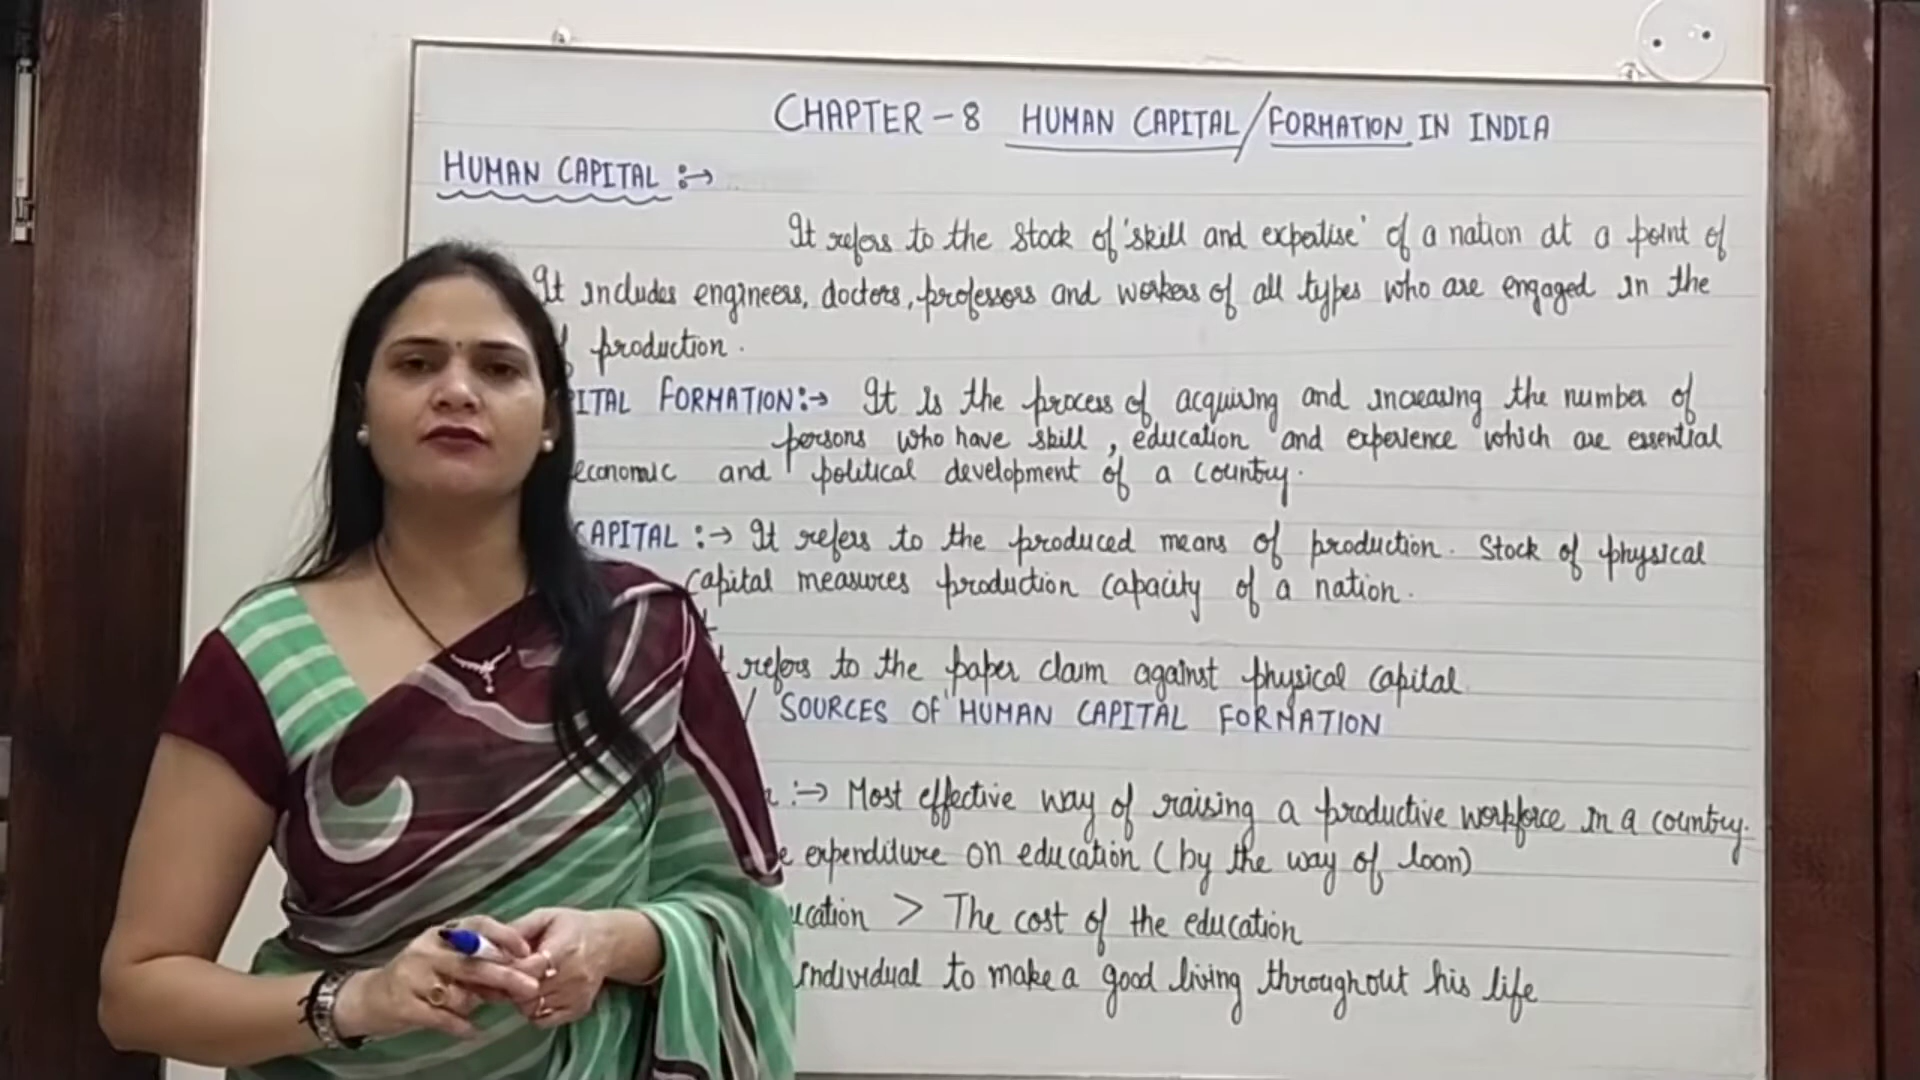 CHAPTER - 8 HUMAN CAPITAL/FORMATION IN INDIA
HUMAN CAPITAL :→
It refers to the stock of 'skill and expertise' of a nation at a point of
It includes engineers, doctors, professors and workers of all types who are engaged in the
production.
ITAL FORMATION:→ It is the process of acquiring and increasing the number of
persons who have skill, education and experience which are essential
economic and political development of a country.
CAPITAL :→ It refers to the produced means of production. Stock of physical
capital measures production capacity of a nation.
refers to the paper claim against physical capital
/ SOURCES OF HUMAN CAPITAL FORMATION
:→ Most effective way of raising a productive workforce in a country.
e expenditure on education (by the way of loan)
ucation > The cost of the education
individual to make a good living throughout his life